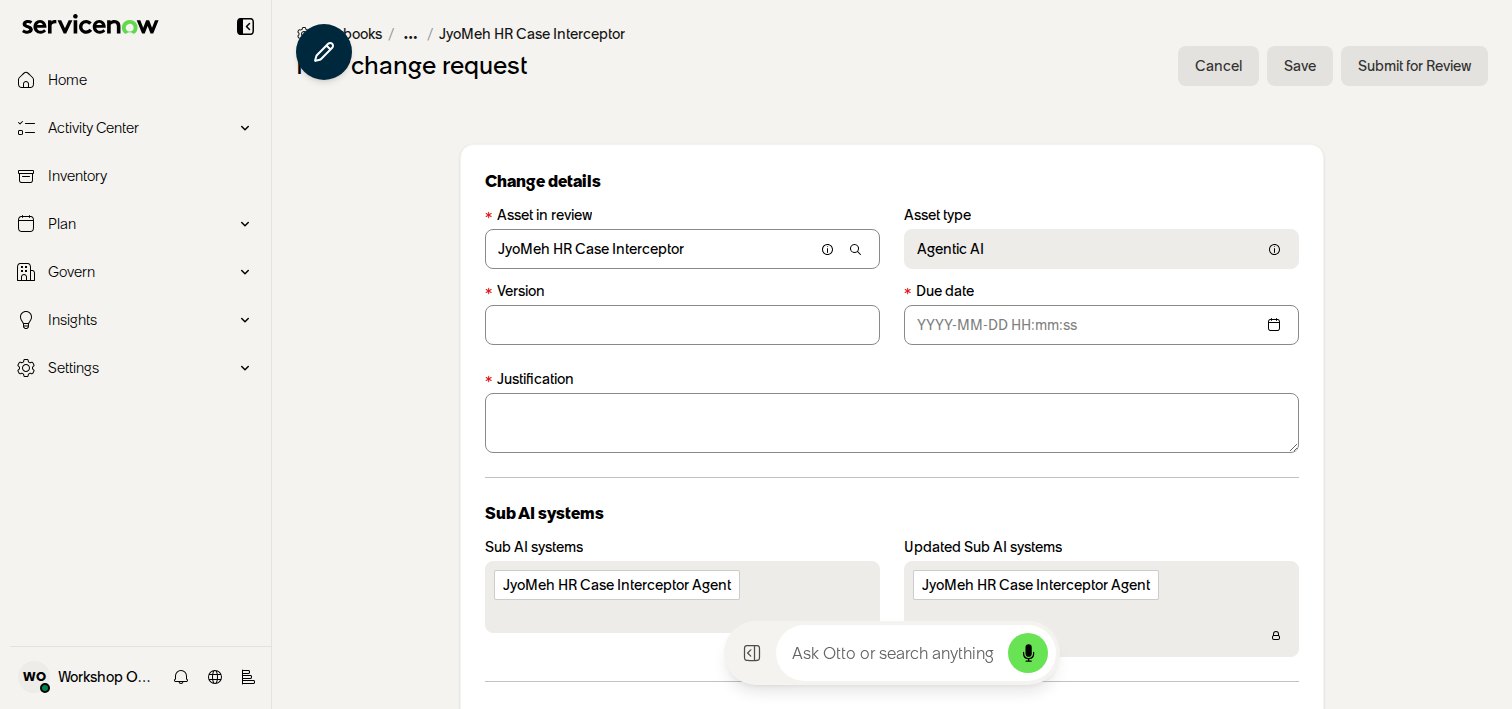 servicenow
Home
Activity Center
Inventory
Plan
Govern
Insights
Settings
WO Workshop O...
books / ... / JyoMeh HR Case Interceptor
change request
Cancel
Save
Submit for Review
Change details
* Asset in review
JyoMeh HR Case Interceptor
Asset type
Agentic AI
* Version
* Due date
YYYY-MM-DD HH:mm:ss
* Justification
Sub AI systems
Sub AI systems
JyoMeh HR Case Interceptor Agent
Updated Sub AI systems
JyoMeh HR Case Interceptor Agent
Ask Otto or search anything